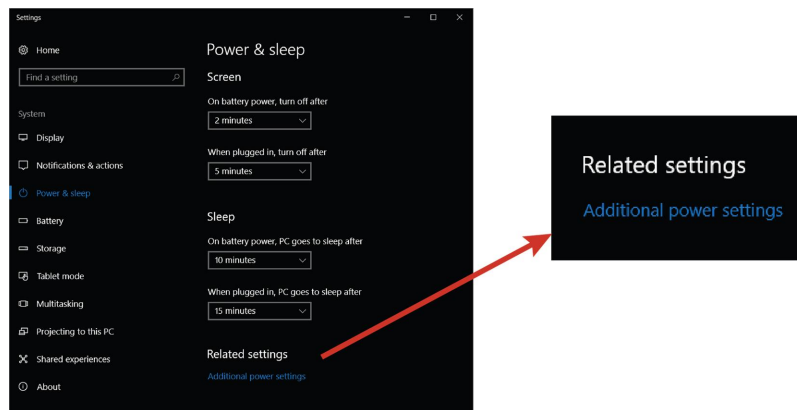 Settings
Home
Find a setting
System
Display
Notifications & actions
Power & sleep
Battery
Storage
Tablet mode
Multitasking
Projecting to this PC
Shared experiences
About
Power & sleep
Screen
On battery power, turn off after
2 minutes
When plugged in, turn off after
5 minutes
Sleep
On battery power, PC goes to sleep after
10 minutes
When plugged in, PC goes to sleep after
15 minutes
Related settings
Additional power settings
Related settings
Additional power settings